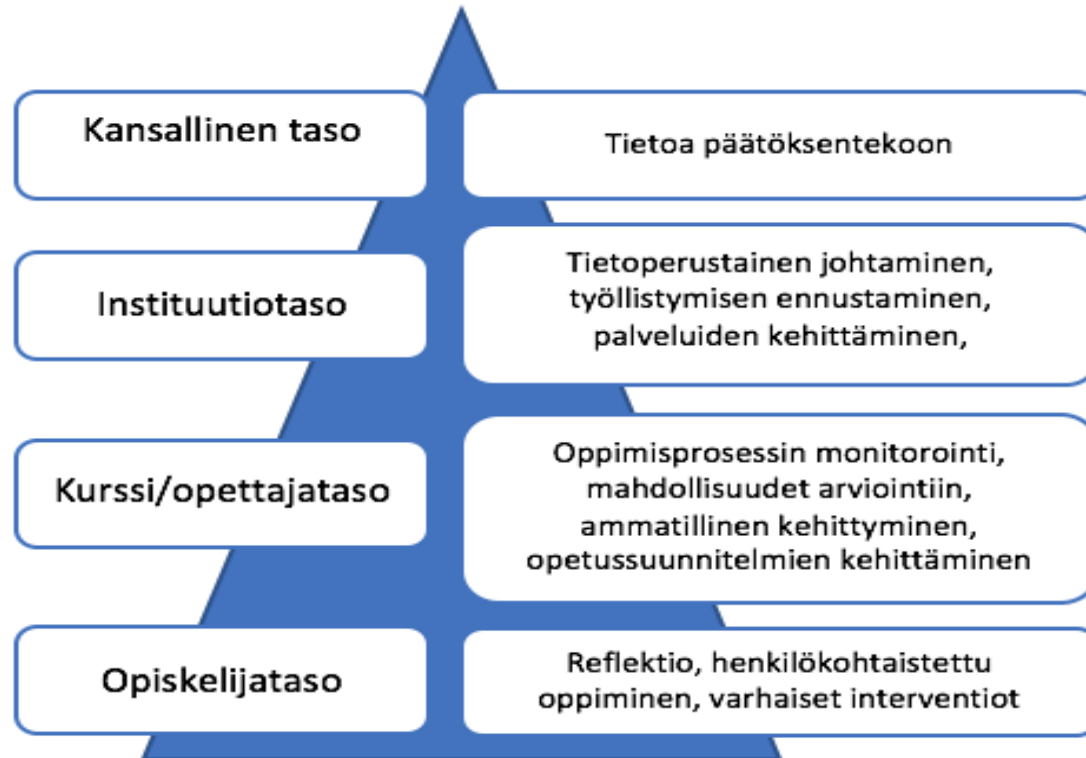 Kansallinen taso
Tietoa päätöksentekoon
Instituutiotaso
Tietoperustainen johtaminen,
työllistymisen ennustaminen,
palveluiden kehittäminen,
Kurssi/opettajataso
Oppimisprosessin monitorointi,
mahdollisuudet arviointiin,
ammatillinen kehittyminen,
opetussuunnitelmien kehittäminen
Opiskelijataso
Reflektio, henkilökohtaistettu
oppiminen, varhaiset interventiot